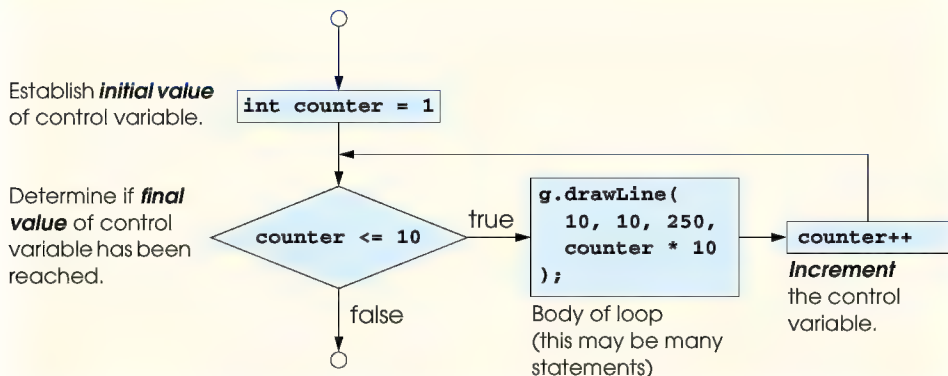 Establish initial value
of control variable.
int counter = 1
Determine if final
value of control
variable has been
reached.
counter <= 10
true
false
g.drawLine(
10, 10, 250,
counter * 10
);
Body of loop
(this may be many
statements)
counter++
Increment
the control
variable.